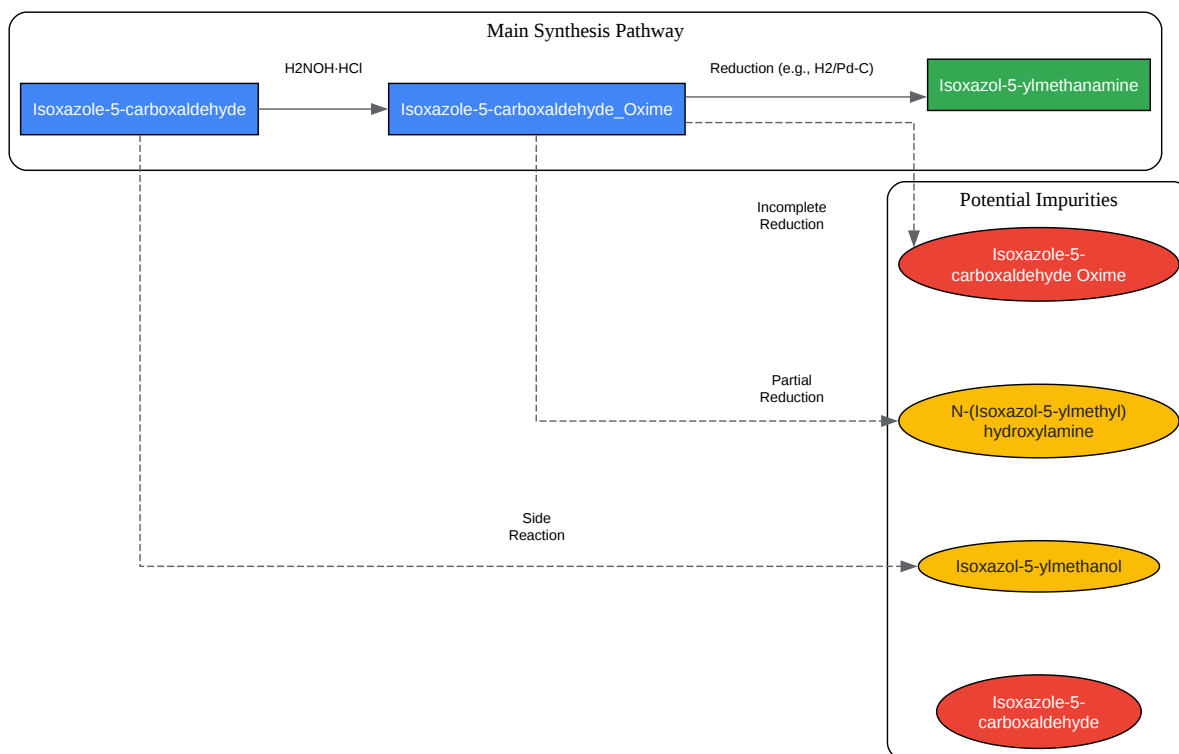 Main Synthesis Pathway
H2NOH·HCl
Reduction (e.g., H2/Pd-C)
Isoxazole-5-carboxaldehyde
Isoxazole-5-carboxaldehyde_Oxime
Isoxazol-5-ylmethanamine
Potential Impurities
Incomplete
Reduction
Isoxazole-5-
carboxaldehyde Oxime
Partial
Reduction
N-(Isoxazol-5-ylmethyl)
hydroxylamine
Side
Reaction
Isoxazol-5-ylmethanol
Isoxazole-5-
carboxaldehyde